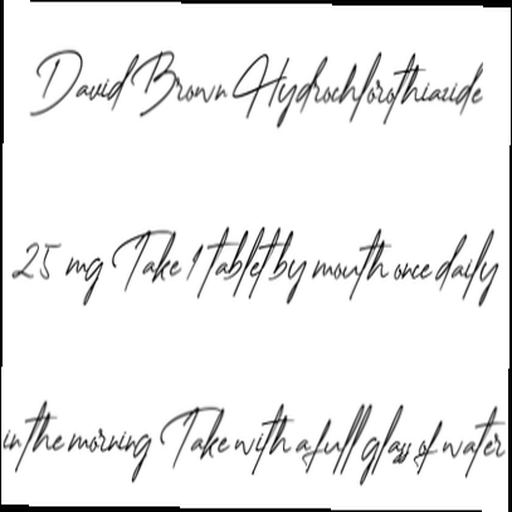 David Brown Hydrochlorothiazide
25 mg Take 1 tablet by mouth once daily
in the morning Take with a full glass of water